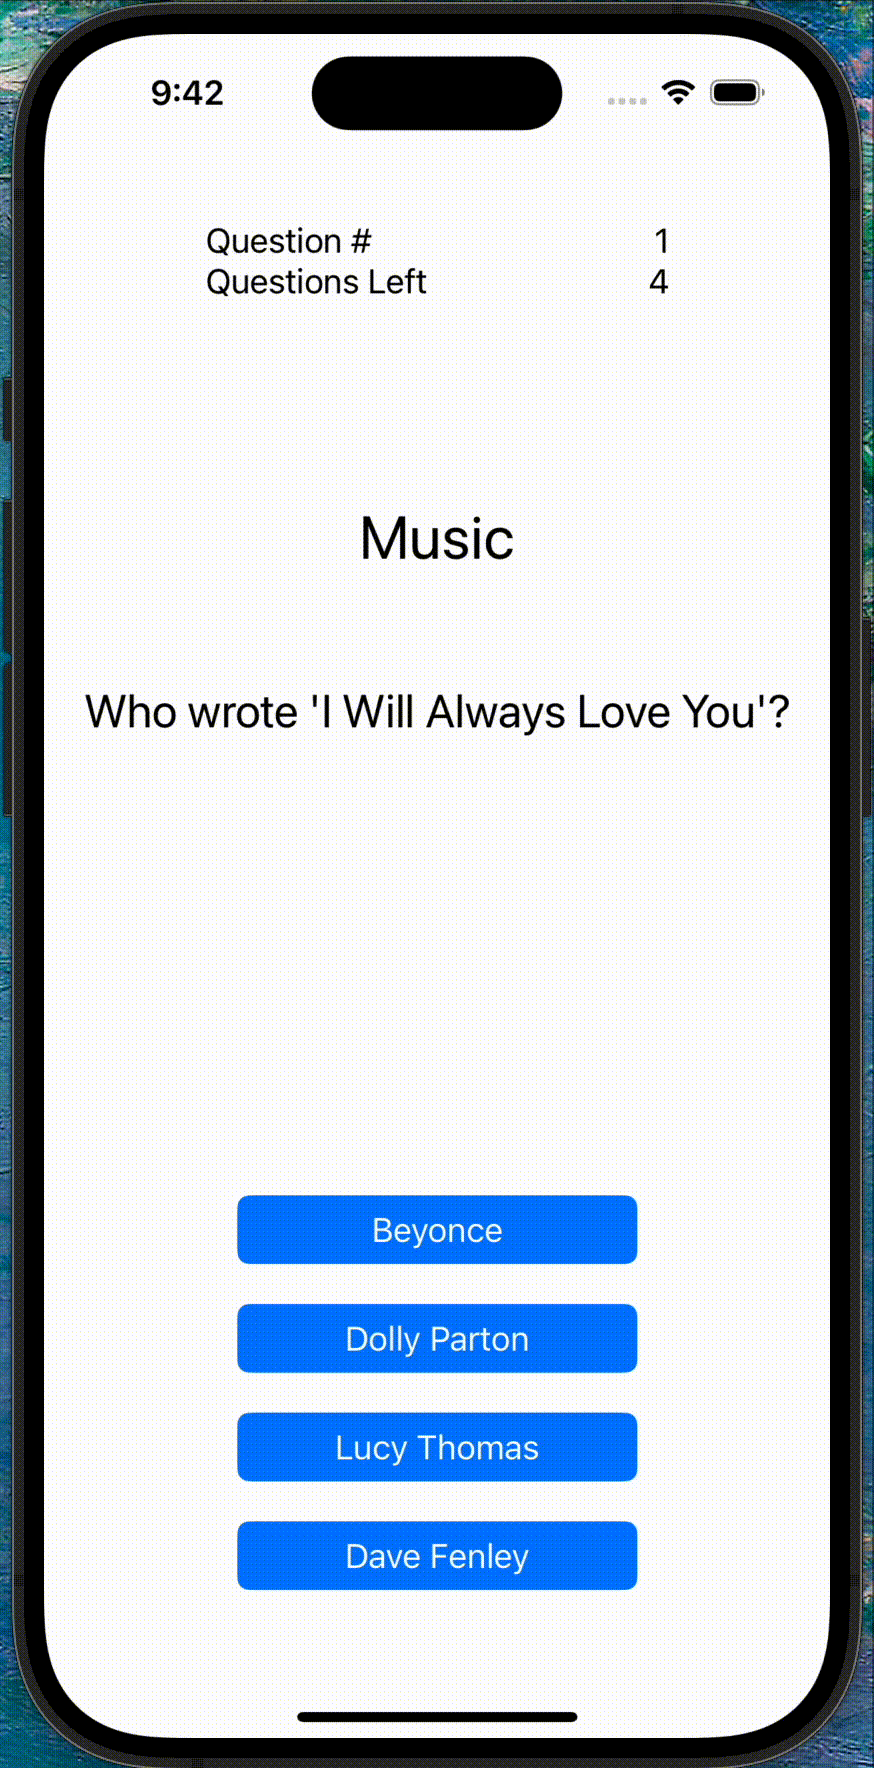 9:42
Question # 1
Questions Left 4
Music
Who wrote 'I Will Always Love You'?
Beyonce
Dolly Parton
Lucy Thomas
Dave Fenley